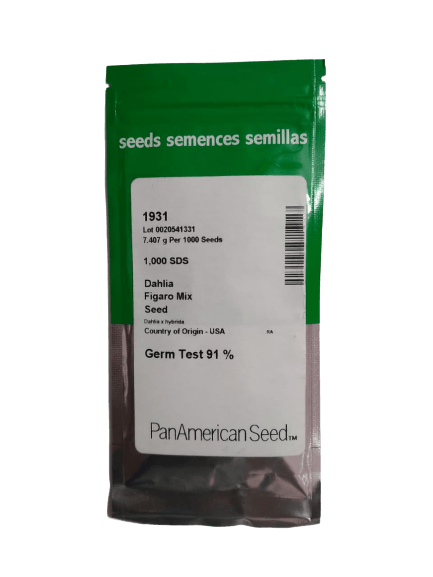 seeds semences semillas
1931
Lot 0020541331
7.407 g Per 1000 Seeds
1,000 SDS
Dahlia
Figaro Mix
Seed
Dahlia x hybrida
Country of Origin - USA
Germ Test 91 %
PanAmerican Seed™